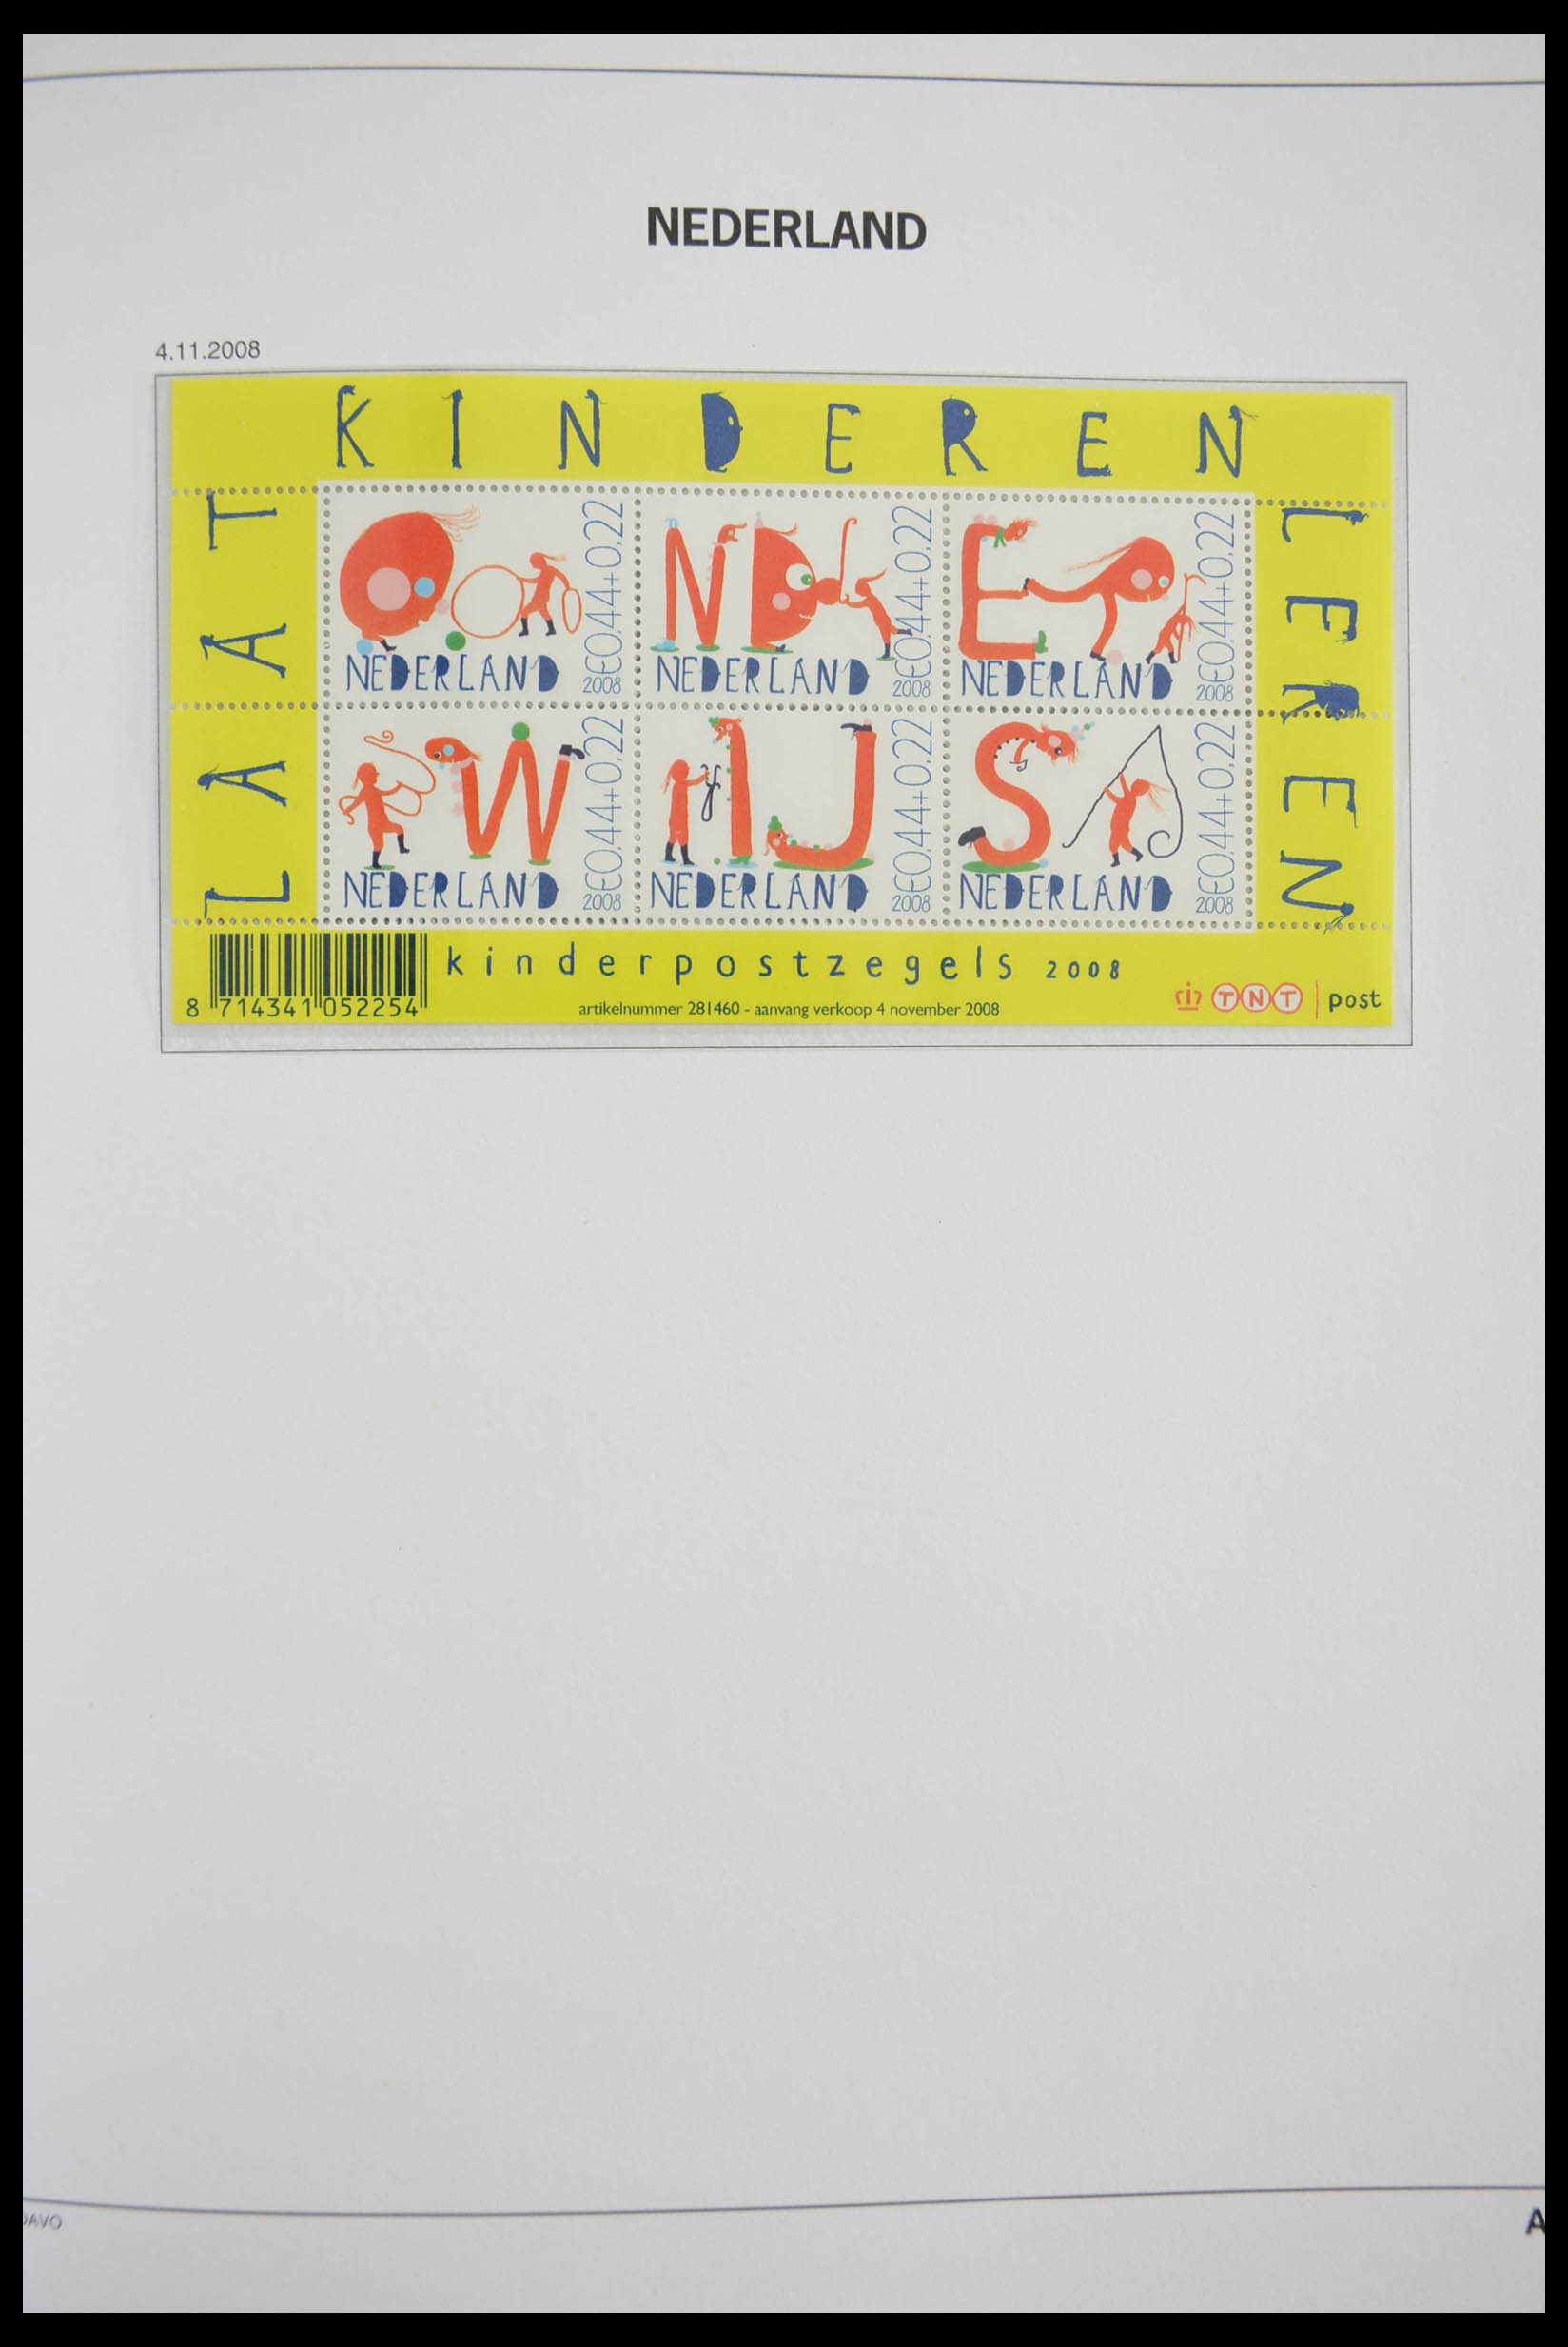 NEDERLAND
4.11.2008
LAAT
KINDEREN
LEREN
O
€0.44+0.22
NEDERLAND
2008
ND
€0.44+0.22
NEDERLAND
2008
E
€0.44+0.22
NEDERLAND
2008
W
€0.44+0.22
NEDERLAND
2008
IJ
€0.44+0.22
NEDERLAND
2008
S
€0.44+0.22
NEDERLAND
2008
kinderpostzegels 2008
8 714341 052254
artikelnummer 281460 - aanvang verkoop 4 november 2008
TNT post
DAVO
A